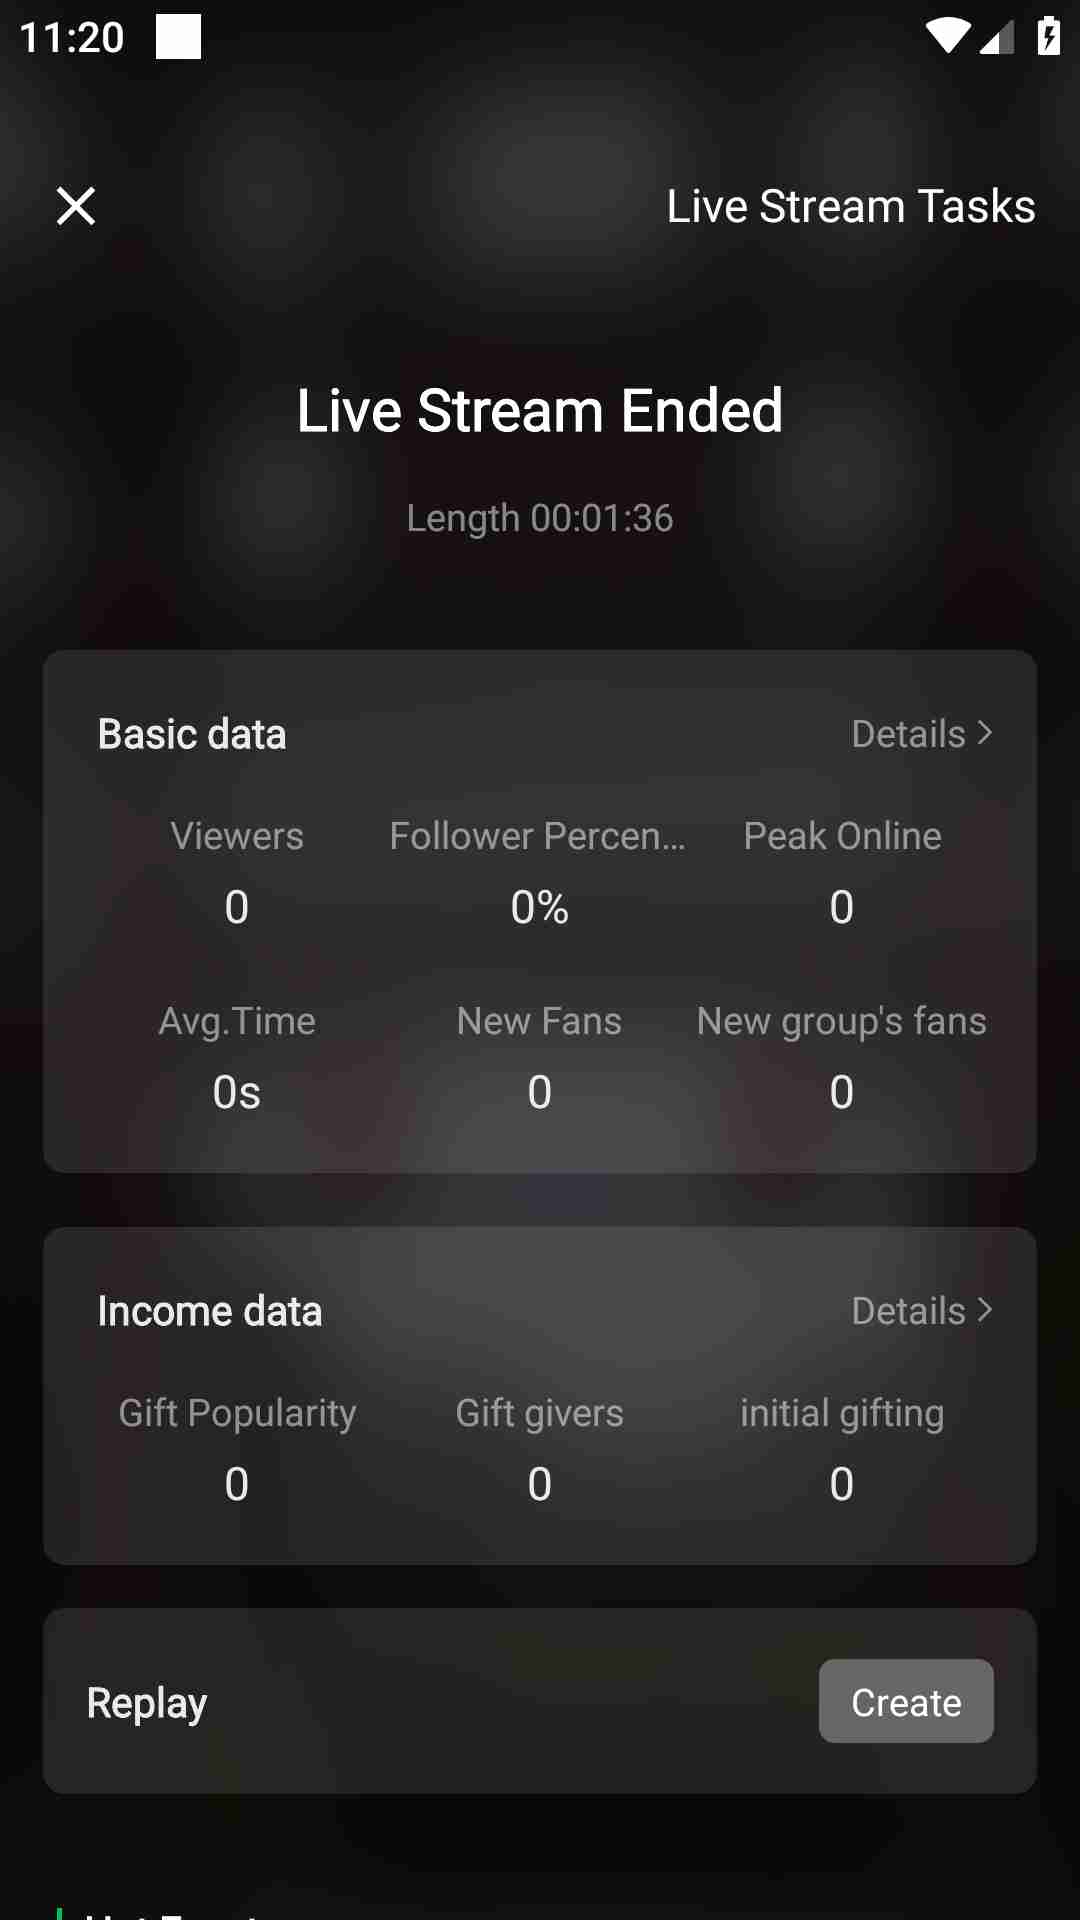 11:20
Live Stream Tasks
Live Stream Ended
Length 00:01:36
Basic data
Details
Viewers
Follower Percen...
Peak Online
0
0%
0
Avg.Time
New Fans
New group's fans
0s
0
0
Income data
Details
Gift Popularity
Gift givers
initial gifting
0
0
0
Replay
Create